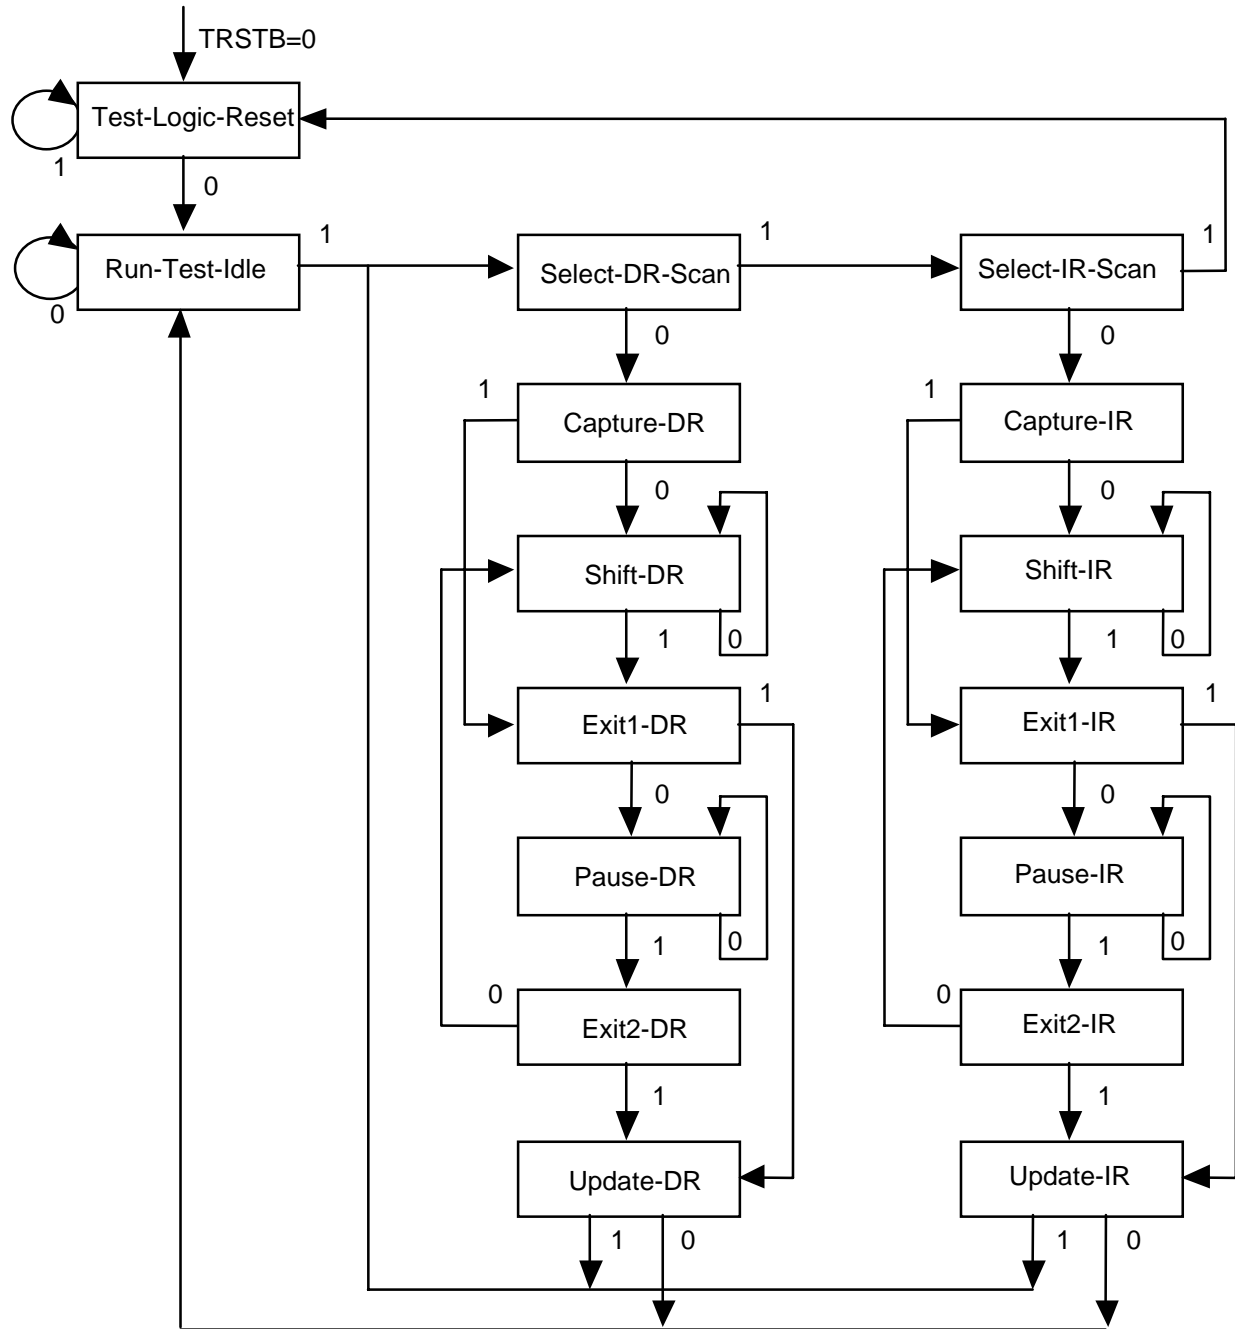 TRSTB=0
Test-Logic-Reset
1
0
Run-Test-Idle
1
0
Select-DR-Scan
1
Select-IR-Scan
1
0
0
1
Capture-DR
1
Capture-IR
0
0
Shift-DR
Shift-IR
1
0
1
0
Exit1-DR
1
Exit1-IR
1
0
0
Pause-DR
Pause-IR
1
0
1
0
0
Exit2-DR
0
Exit2-IR
1
1
Update-DR
Update-IR
1
0
1
0